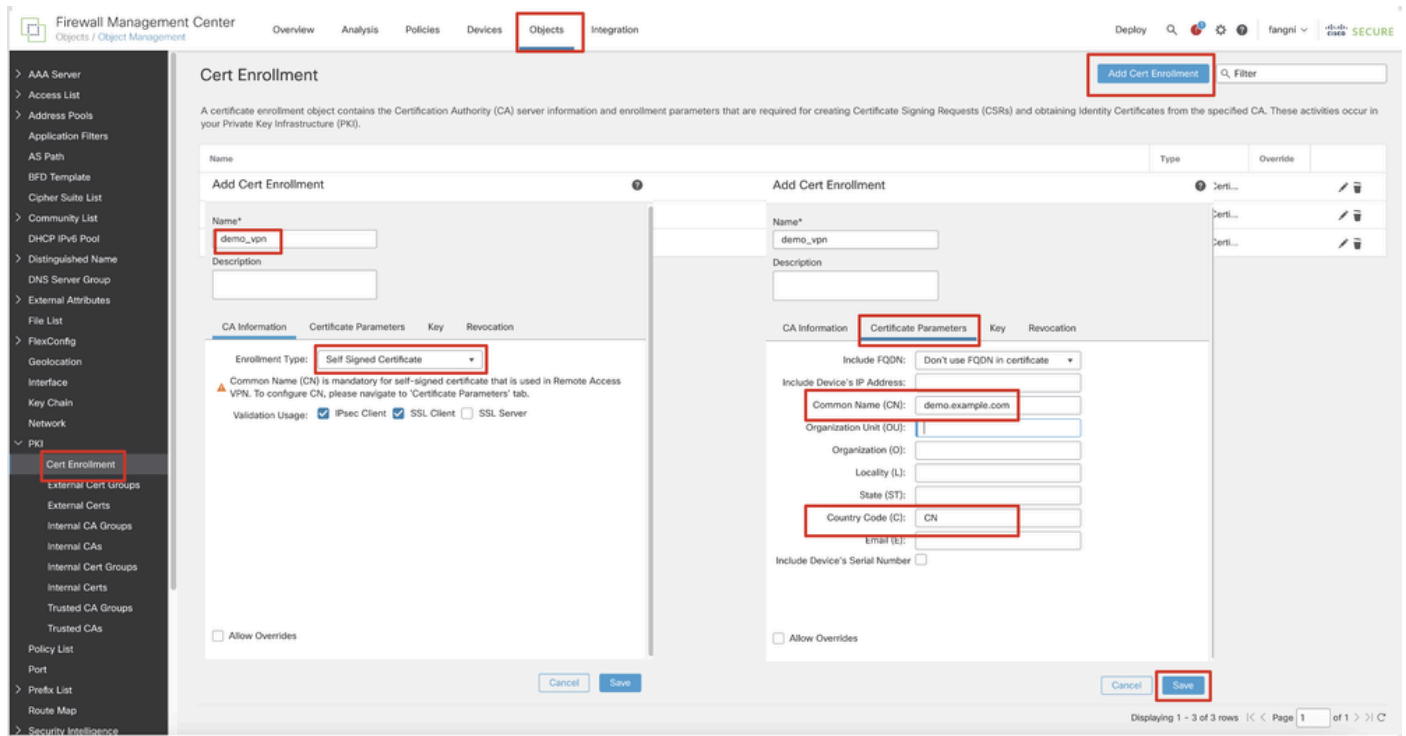 Firewall Management Center
Objects / Object Management
Overview
Analysis
Policies
Devices
Objects
Integration
Deploy
fangni
CISCO SECURE
AAA Server
Access List
Address Pools
Application Filters
AS Path
BFD Template
Cipher Suite List
Community List
DHCP IPv6 Pool
Distinguished Name
DNS Server Group
External Attributes
File List
FlexConfig
Geolocation
Interface
Key Chain
Network
PKI
Cert Enrollment
External Cert Groups
External Certs
Internal CA Groups
Internal CAs
Internal Cert Groups
Internal Certs
Trusted CA Groups
Trusted CAs
Policy List
Port
Prefix List
Route Map
Security Intelligence
Cert Enrollment
Add Cert Enrollment
Filter
A certificate enrollment object contains the Certification Authority (CA) server information and enrollment parameters that are required for creating Certificate Signing Requests (CSRs) and obtaining Identity Certificates from the specified CA. These activities occur in
your Private Key Infrastructure (PKI).
Name
Type
Override
Add Cert Enrollment
Name*
demo_vpn
Description
CA Information
Certificate Parameters
Key
Revocation
Enrollment Type: Self Signed Certificate
Common Name (CN) is mandatory for self-signed certificate that is used in Remote Access
VPN. To configure CN, please navigate to 'Certificate Parameters' tab.
Validation Usage: IPsec Client SSL Client SSL Server
Allow Overrides
Cancel
Save
Add Cert Enrollment
Name*
demo_vpn
Description
CA Information
Certificate Parameters
Key
Revocation
Include FQDN: Don't use FQDN in certificate
Include Device's IP Address:
Common Name (CN): demo.example.com
Organization Unit (OU):
Organization (O):
Locality (L):
State (ST):
Country Code (C): CN
Email (E):
Include Device's Serial Number
Allow Overrides
Cancel
Save
Certi...
Certi...
Certi...
Displaying 1 - 3 of 3 rows |< < Page 1 of 1 > >| C